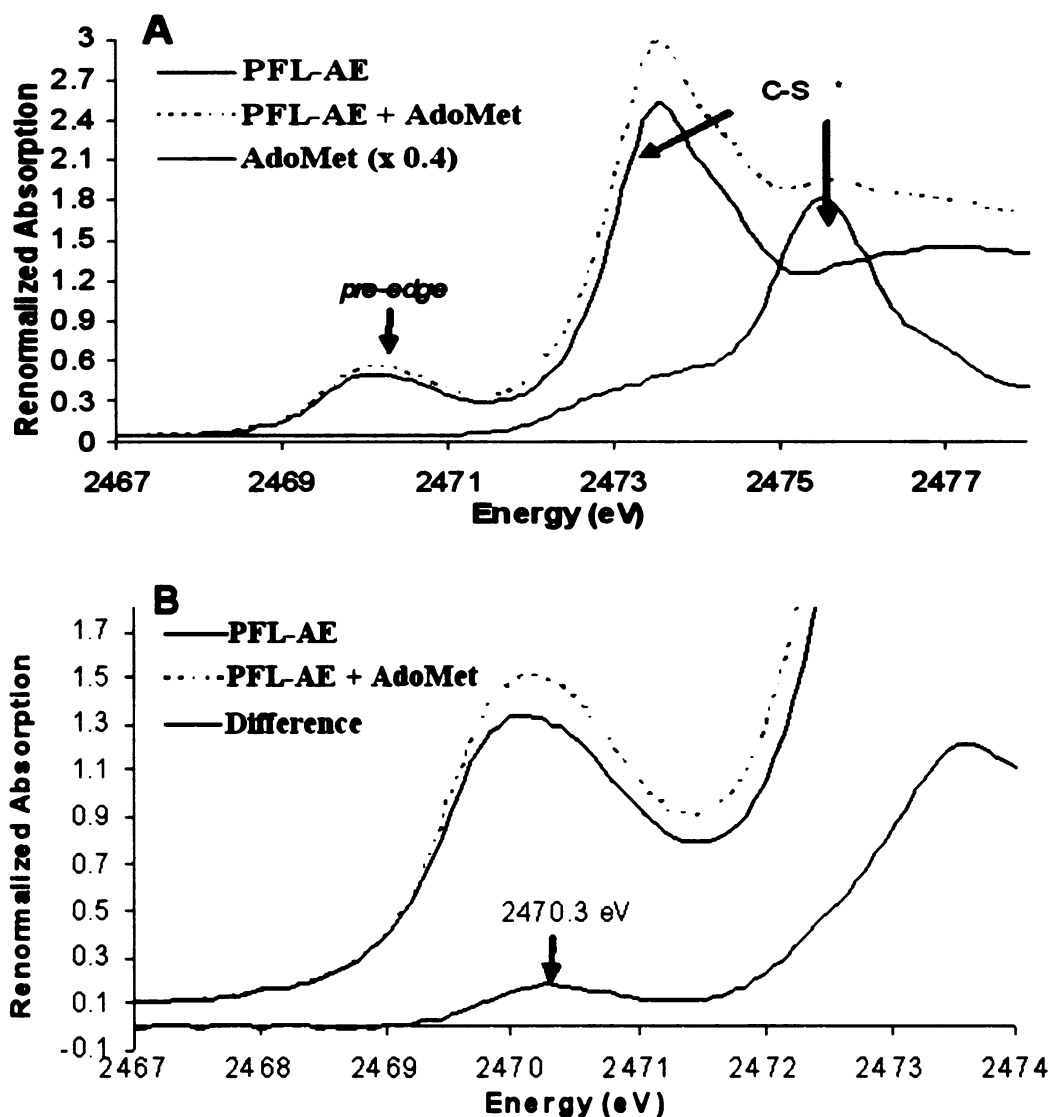 A
3
2.7
2.4
2.1
1.8
1.5
1.2
0.9
0.6
0.3
0
Renormalized Absorption
PFL-AE
PFL-AE + AdoMet
AdoMet (x 0.4)
C-S *
pre-edge
2467 2469 2471 2473 2475 2477
Energy (eV)
B
1.7
1.5
1.3
1.1
0.9
0.7
0.5
0.3
0.1
-0.1
Renormalized Absorption
PFL-AE
PFL-AE + AdoMet
Difference
2470.3 eV
2467 2468 2469 2470 2471 2472 2473 2474
Energy (eV)